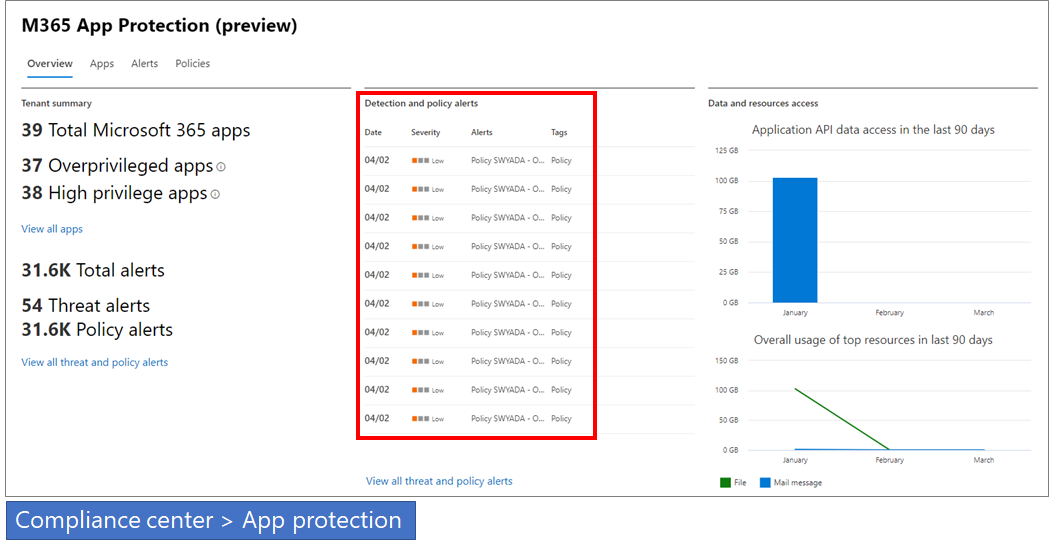 M365 App Protection (preview)
Overview Apps Alerts Policies
Tenant summary
39 Total Microsoft 365 apps
37 Overprivileged apps
38 High privilege apps
View all apps
31.6K Total alerts
54 Threat alerts
31.6K Policy alerts
View all threat and policy alerts
Detection and policy alerts
Date Severity Alerts Tags
04/02 Low Policy SWYADA - O... Policy
04/02 Low Policy SWYADA - O... Policy
04/02 Low Policy SWYADA - O... Policy
04/02 Low Policy SWYADA - O... Policy
04/02 Low Policy SWYADA - O... Policy
04/02 Low Policy SWYADA - O... Policy
04/02 Low Policy SWYADA - O... Policy
04/02 Low Policy SWYADA - O... Policy
04/02 Low Policy SWYADA - O... Policy
04/02 Low Policy SWYADA - O... Policy
View all threat and policy alerts
Data and resources access
Application API data access in the last 90 days
125 GB
100 GB
75 GB
50 GB
25 GB
0 GB
January February March
Overall usage of top resources in last 90 days
150 GB
100 GB
50 GB
0 GB
January February March
File Mail message
Compliance center > App protection